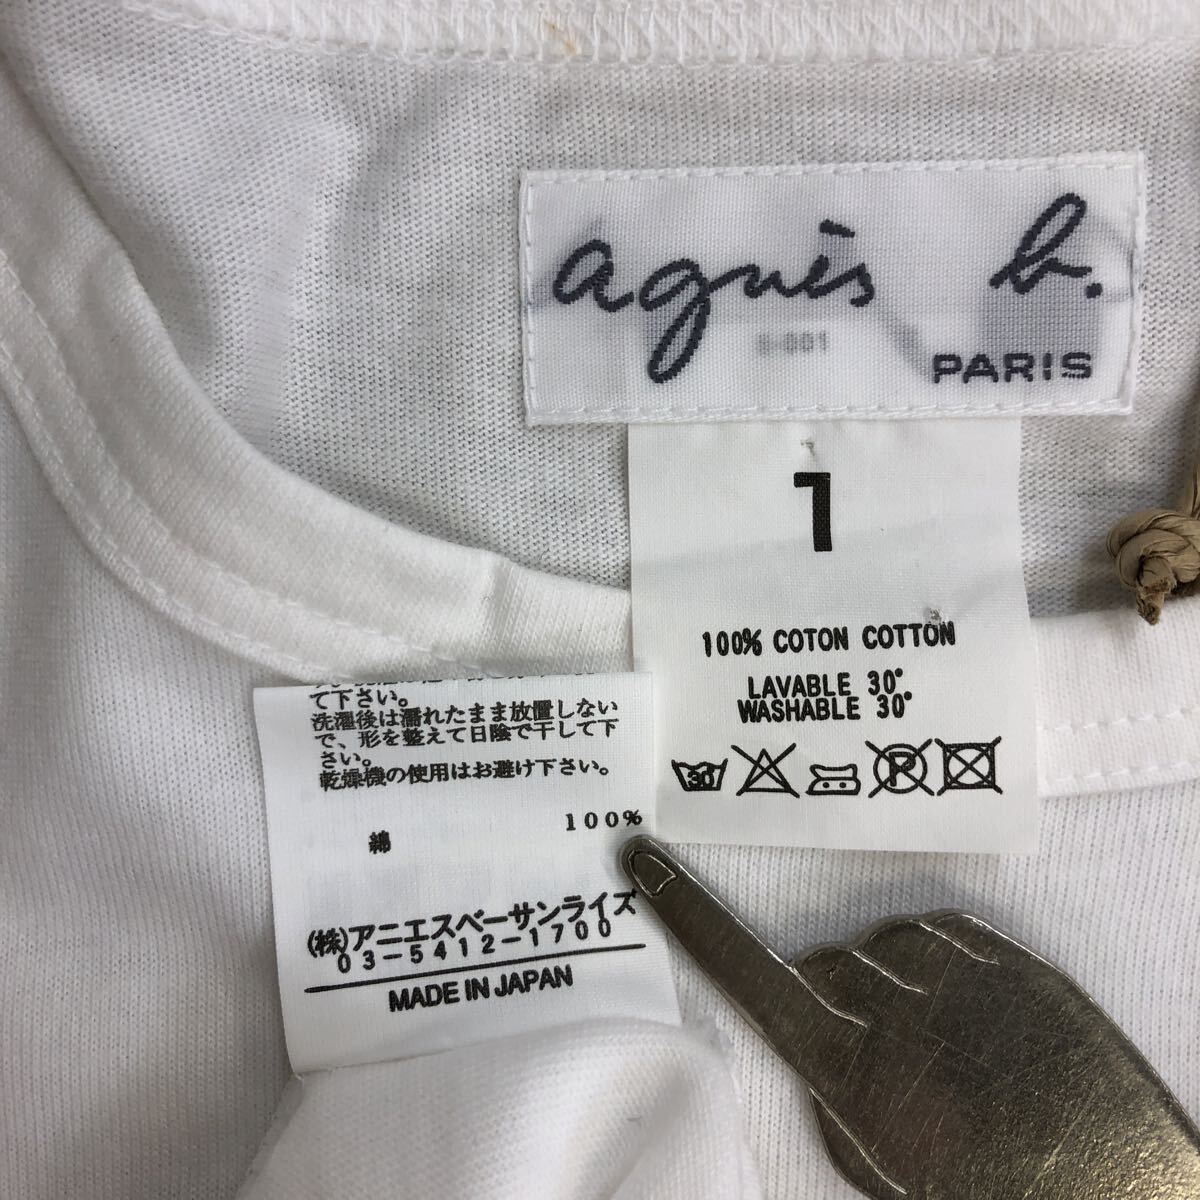 agnès b.
PARIS
1
100% COTON COTTON
LAVABLE 30°
WASHABLE 30°
30 P
て下さい。
洗濯後は濡れたまま放置しない
で、形を整えて日陰で干して下
さい。
乾燥機の使用はお避け下さい。
綿 100%
(株)アニエスベーサンライズ
03-5412-1700
MADE IN JAPAN